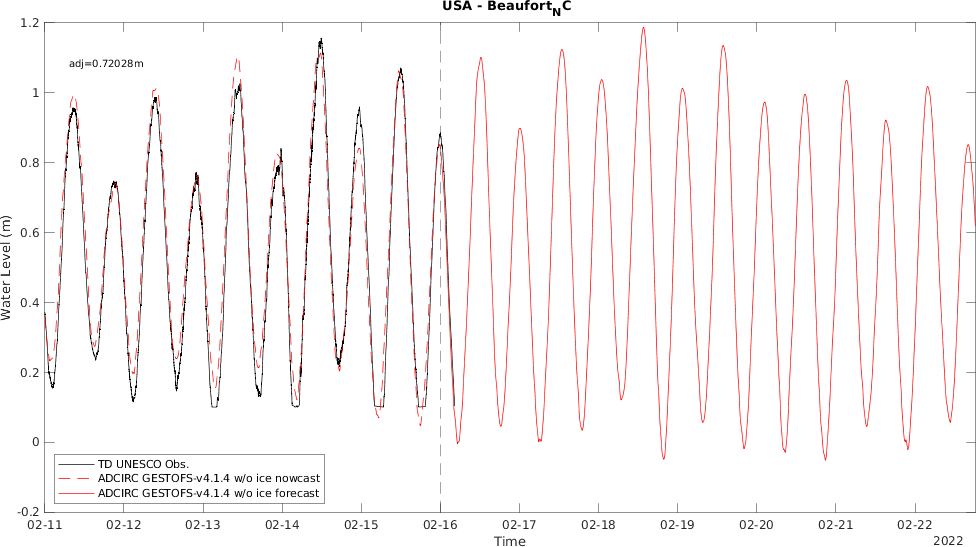 USA - Beaufort_NC
1.2
adj=0.72028m
1
0.8
0.6
Water Level (m)
0.4
0.2
0
TD UNESCO Obs.
ADCIRC GESTOFS-v4.1.4 w/o ice nowcast
ADCIRC GESTOFS-v4.1.4 w/o ice forecast
-0.2
02-11 02-12 02-13 02-14 02-15 02-16 02-17 02-18 02-19 02-20 02-21 02-22
Time
2022